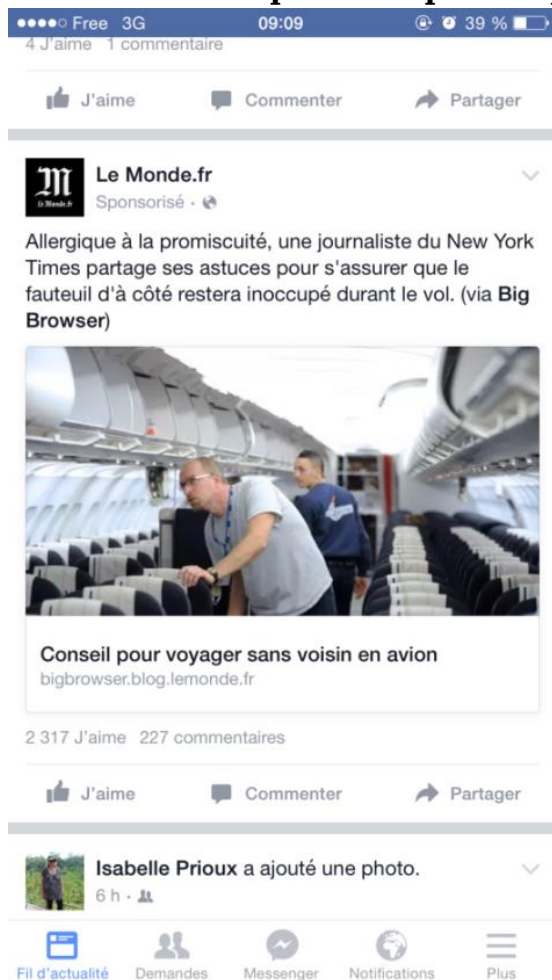 Free 3G 09:09 39 %
4 J'aime 1 commentaire
J'aime Commenter Partager
Le Monde.fr
Sponsorisé ·
Allergique à la promiscuité, une journaliste du New York
Times partage ses astuces pour s'assurer que le
fauteuil d'à côté restera inoccupé durant le vol. (via Big
Browser)
Conseil pour voyager sans voisin en avion
bigbrowser.blog.lemonde.fr
2 317 J'aime 227 commentaires
J'aime Commenter Partager
Isabelle Prioux a ajouté une photo.
6 h ·
Fil d'actualité Demandes Messenger Notifications Plus